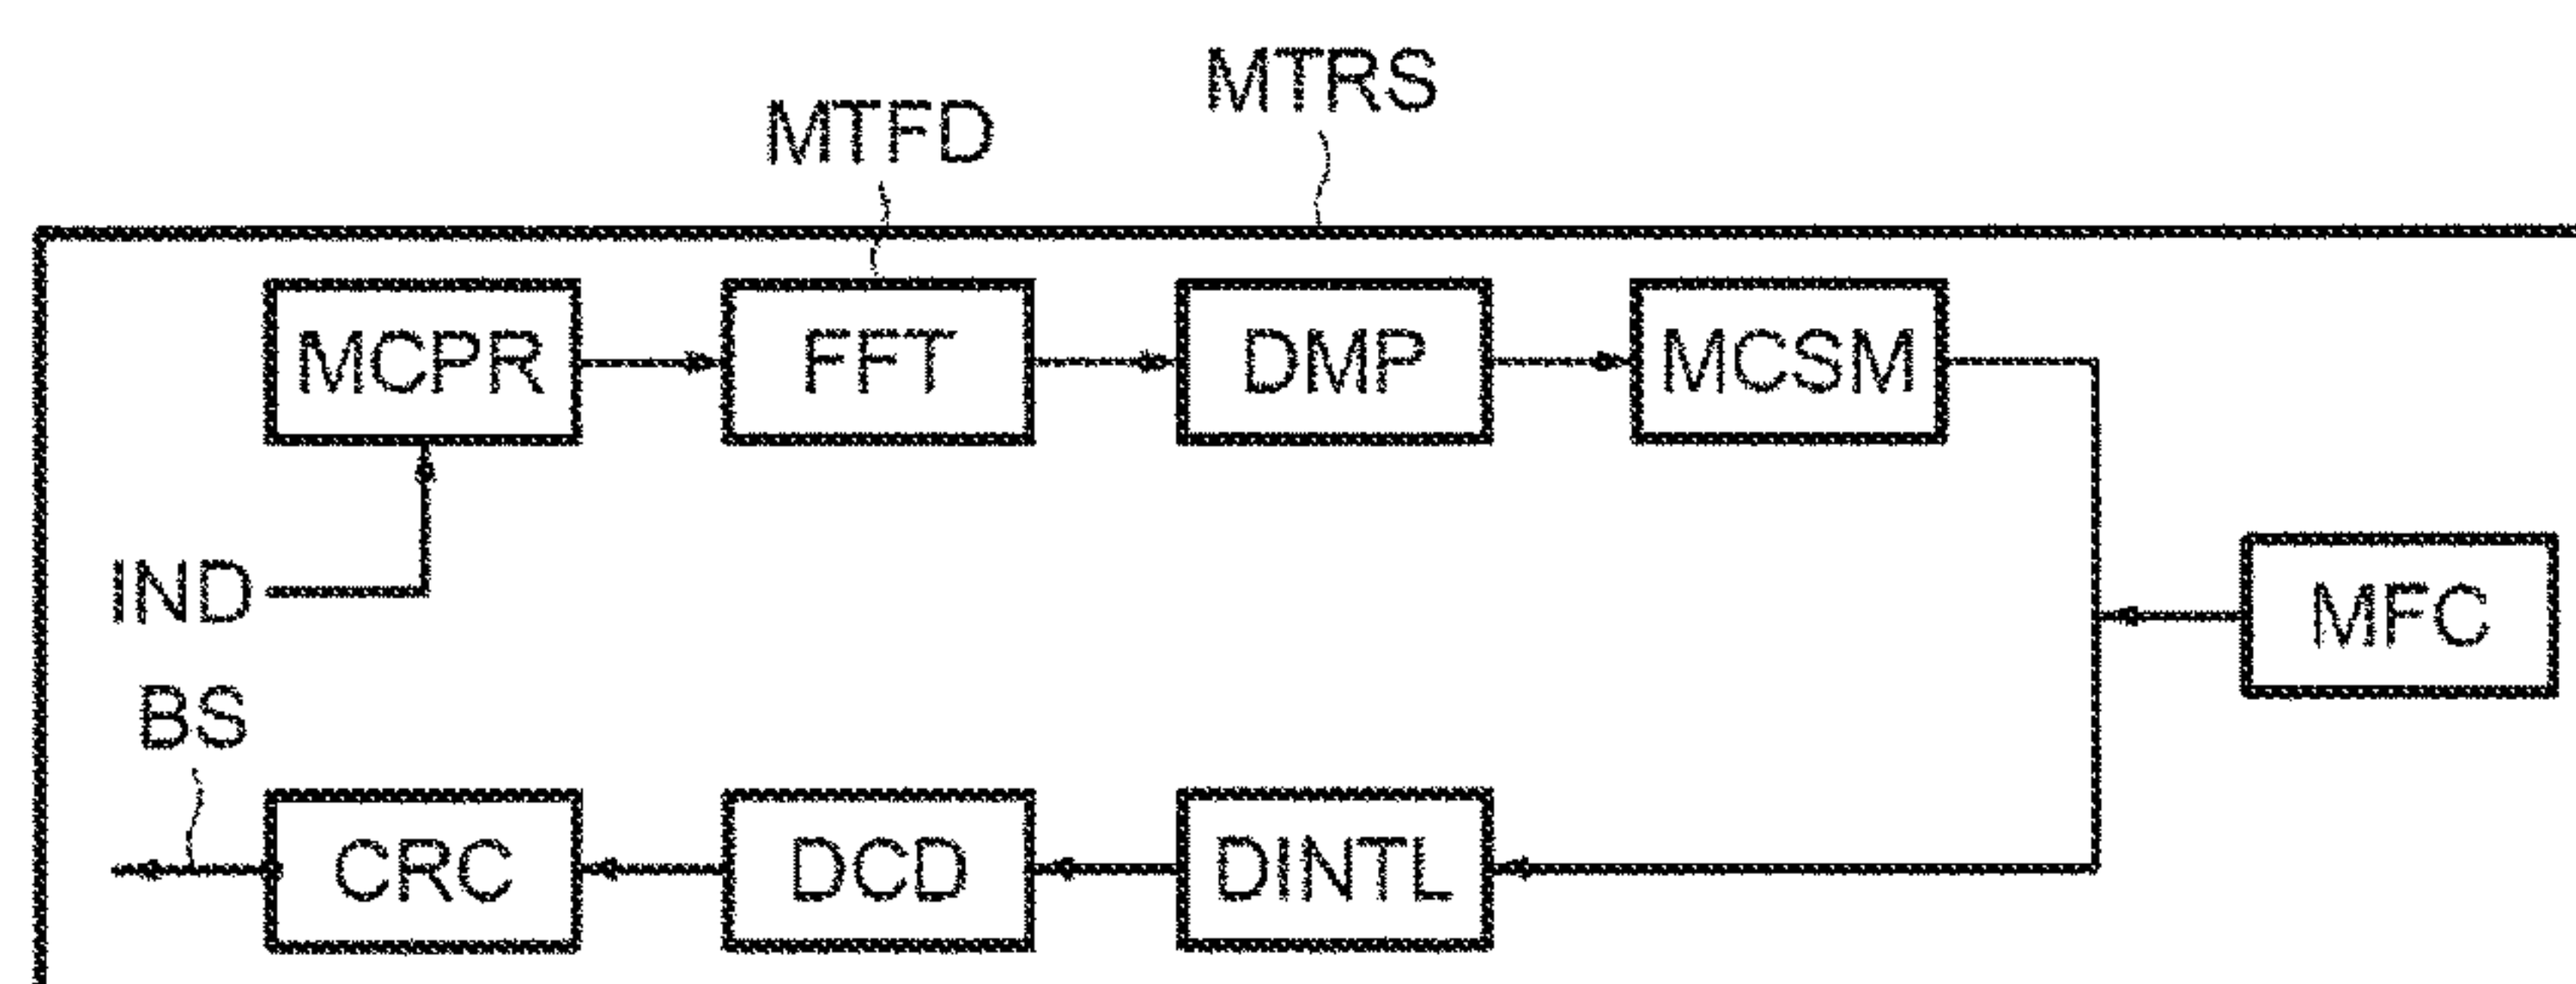 MTRS
MTFD
MCPR
FFT
DMP
MCSM
IND
MFC
BS
CRC
DCD
DINTL